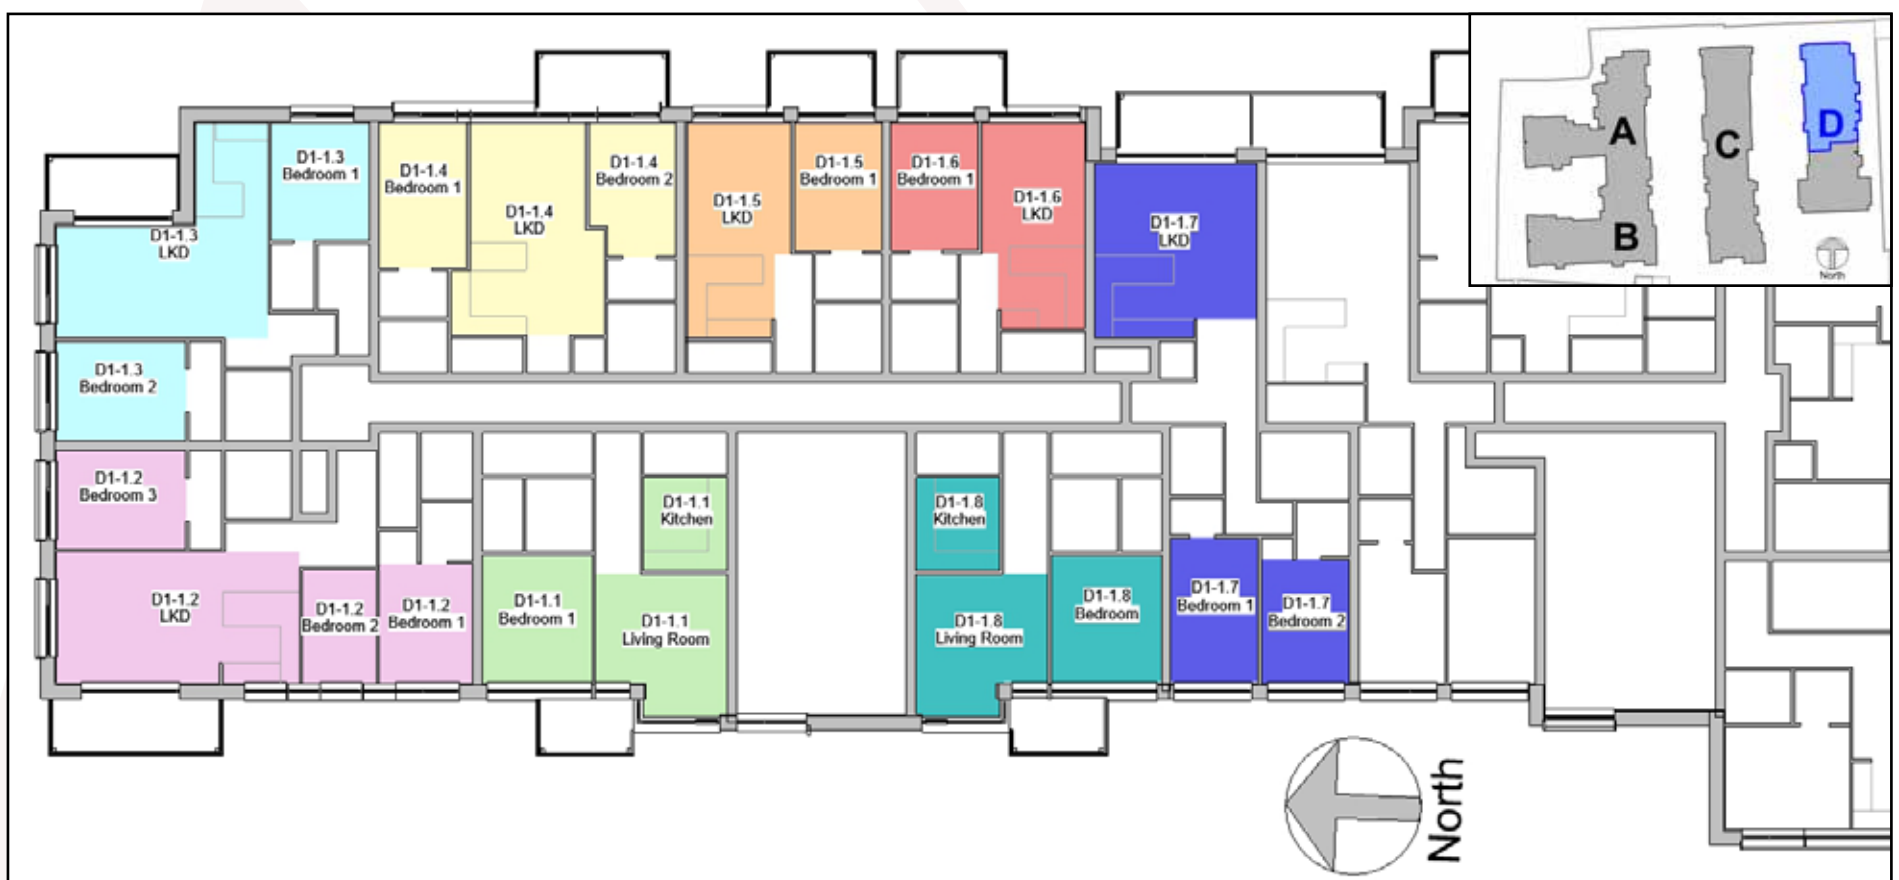 D1-1.3
Bedroom 1
D1-1.4
Bedroom 1
D1-1.4
LKD
D1-1.4
Bedroom 2
D1-1.5
LKD
D1-1.5
Bedroom 1
D1-1.6
Bedroom 1
D1-1.6
LKD
D1-1.7
LKD
D1-1.3
LKD
D1-1.3
Bedroom 2
D1-1.2
Bedroom 3
D1-1.2
LKD
D1-1.2
Bedroom 2
D1-1.2
Bedroom 1
D1-1.1
Bedroom 1
D1-1.1
Kitchen
D1-1.1
Living Room
D1-1.8
Kitchen
D1-1.8
Living Room
D1-1.8
Bedroom
D1-1.7
Bedroom 1
D1-1.7
Bedroom 2
A
B
C
D
North
North